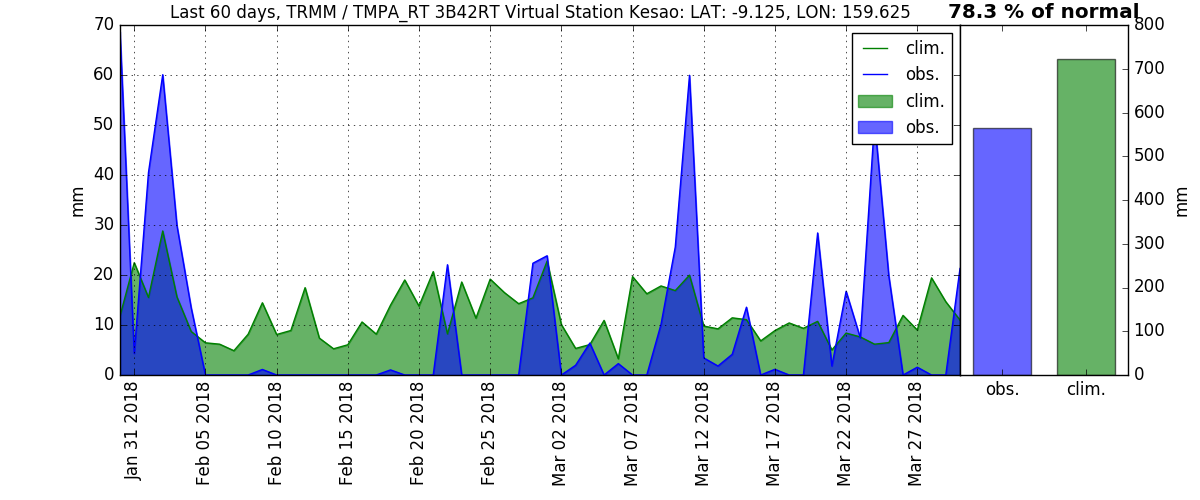 Last 60 days, TRMM / TMPA_RT 3B42RT Virtual Station Kesao: LAT: -9.125, LON: 159.625
78.3 % of normal
70
60
50
40
30
20
10
0
mm
clim.
obs.
clim.
obs.
800
700
600
500
400
300
200
100
0
mm
Jan 31 2018
Feb 05 2018
Feb 10 2018
Feb 15 2018
Feb 20 2018
Feb 25 2018
Mar 02 2018
Mar 07 2018
Mar 12 2018
Mar 17 2018
Mar 22 2018
Mar 27 2018
obs.
clim.